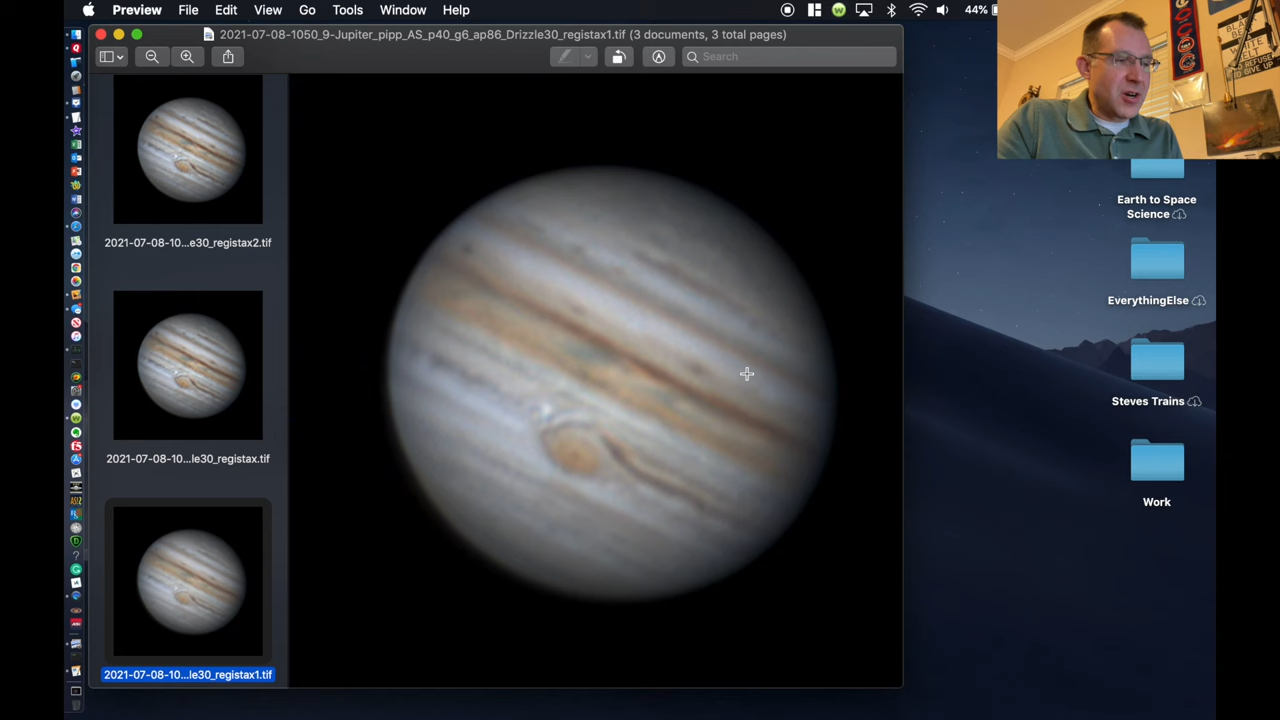 Preview File Edit View Go Tools Window Help
44%
2021-07-08-1050_9-Jupiter_pipp_AS_p40_g6_ap86_Drizzle30_registax1.tif (3 documents, 3 total pages)
Search
2021-07-08-10...e30_registax2.tif
2021-07-08-10...le30_registax.tif
2021-07-08-10...le30_registax1.tif
Earth to Space
Science
EverythingElse
Steves Trains
Work